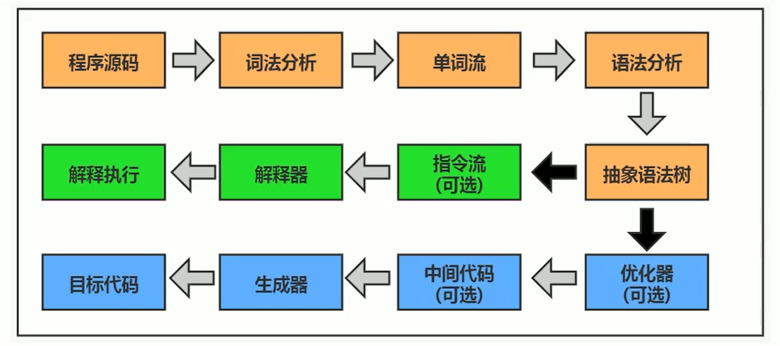 程序源码
词法分析
单词流
语法分析
解释执行
解释器
指令流
(可选)
抽象语法树
目标代码
生成器
中间代码
(可选)
优化器
(可选)